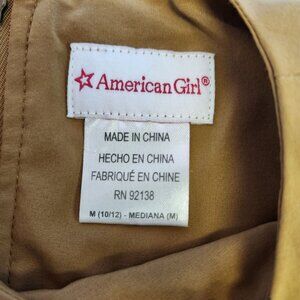 American Girl®
MADE IN CHINA
HECHO EN CHINA
FABRIQUÉ EN CHINE
RN 92138
M (10/12) - MEDIANA (M)